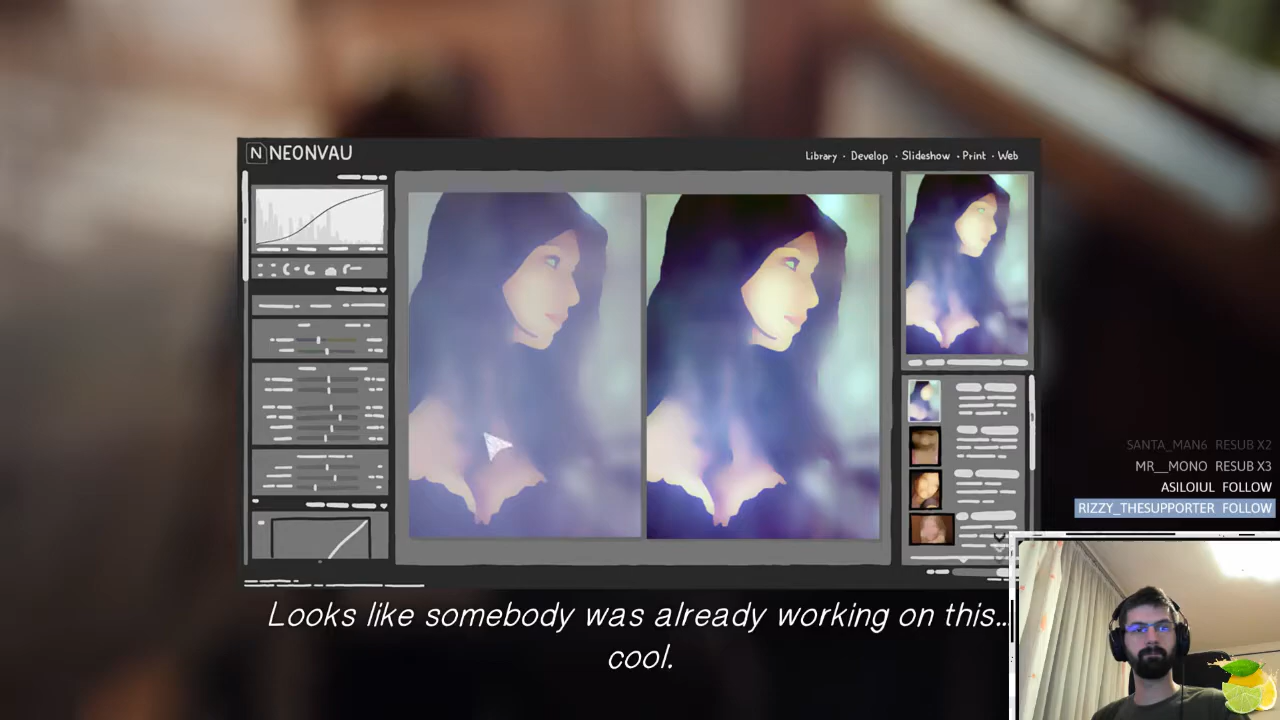 N NEONVAU
Library · Develop · Slideshow · Print · Web
SANTA_MAN6 RESUB X2
MR__MONO RESUB X3
ASILOIUL FOLLOW
RIZZY_THESUPPORTER FOLLOW
Looks like somebody was already working on this...
cool.